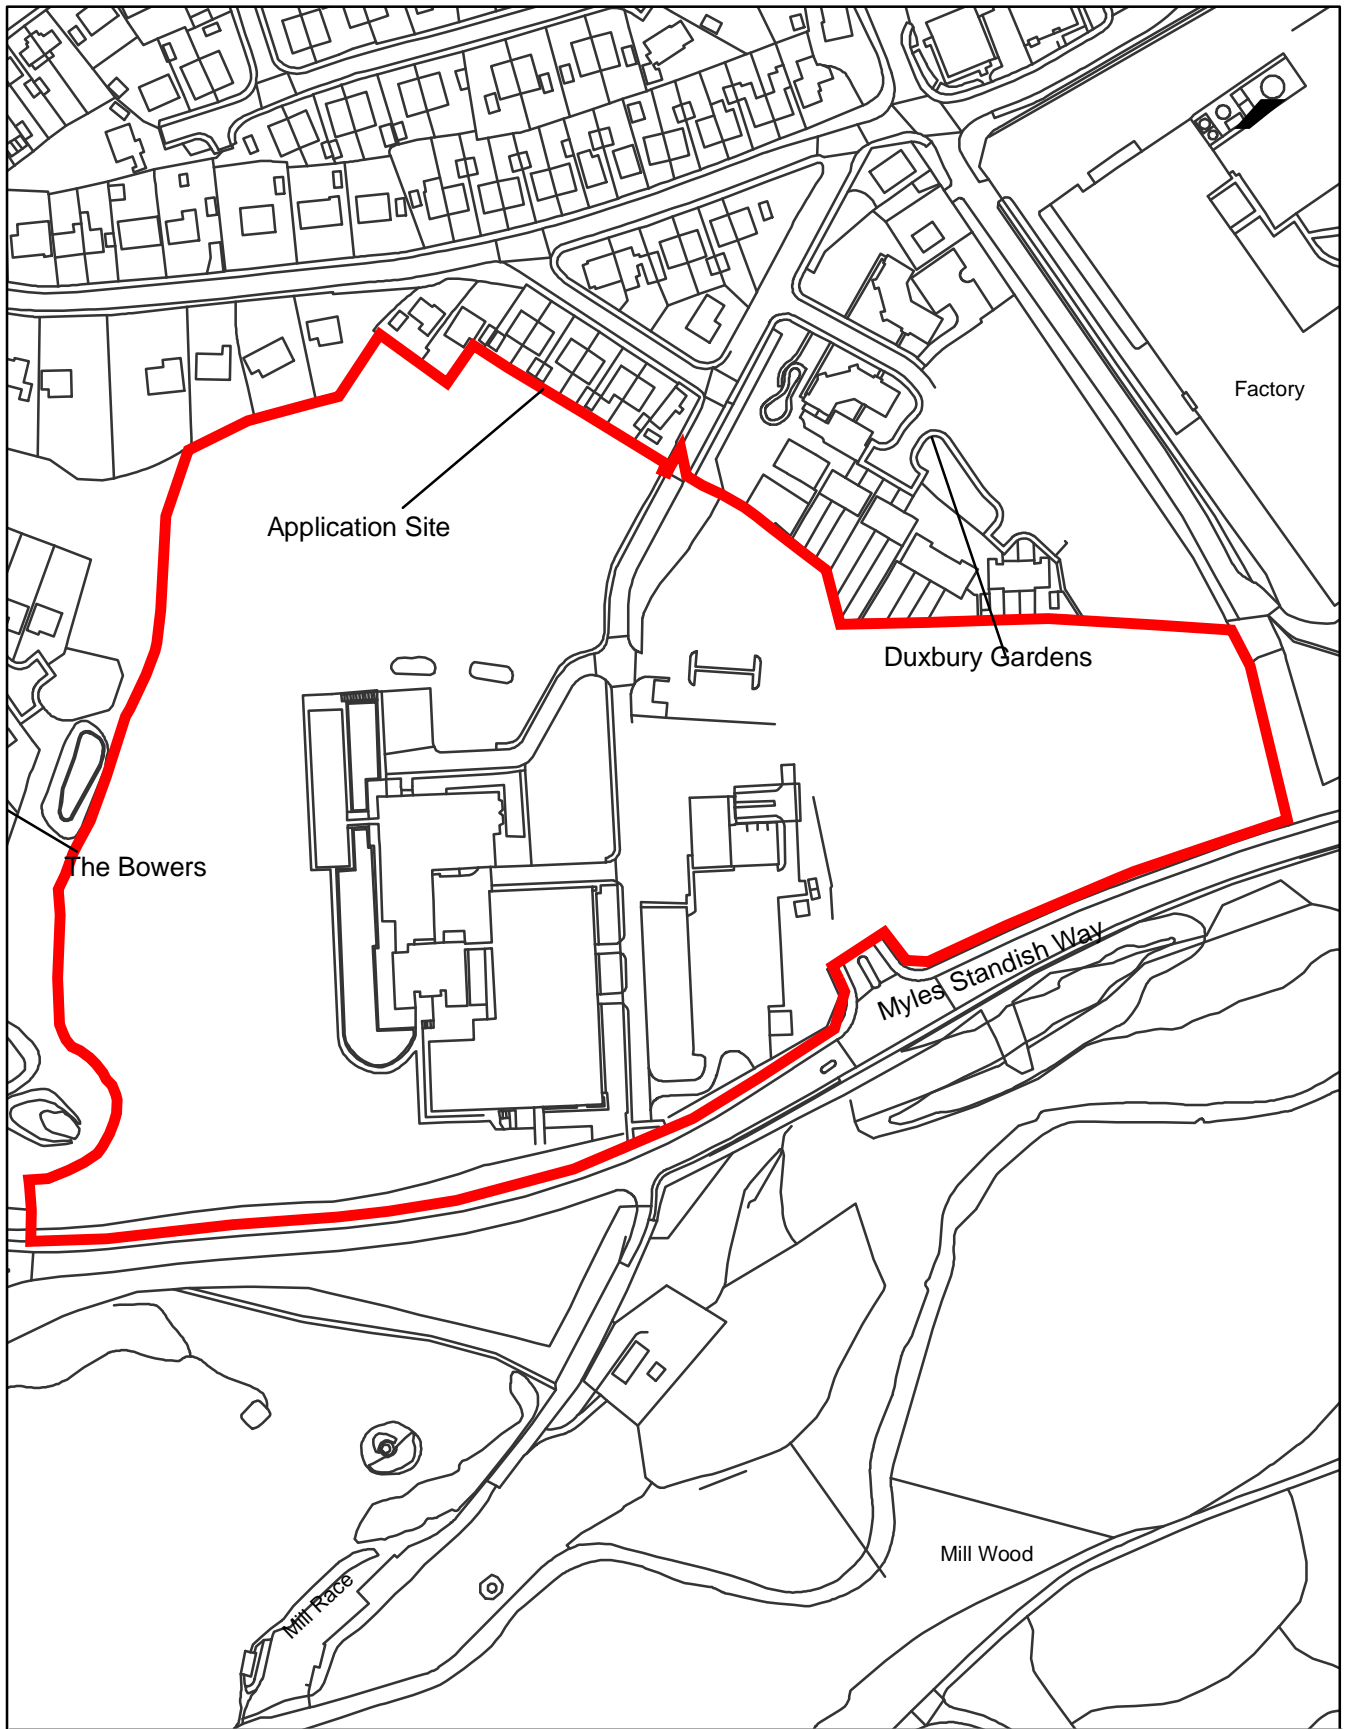 Factory
Application Site
Duxbury Gardens
The Bowers
Myles Standish Way
Mill Wood
Mill Race